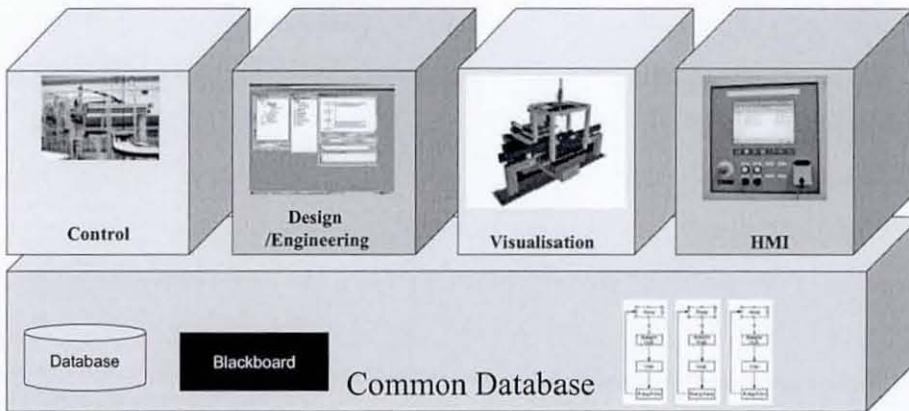 Control
Design
/Engineering
Visualisation
HMI
Database
Blackboard
Common Database